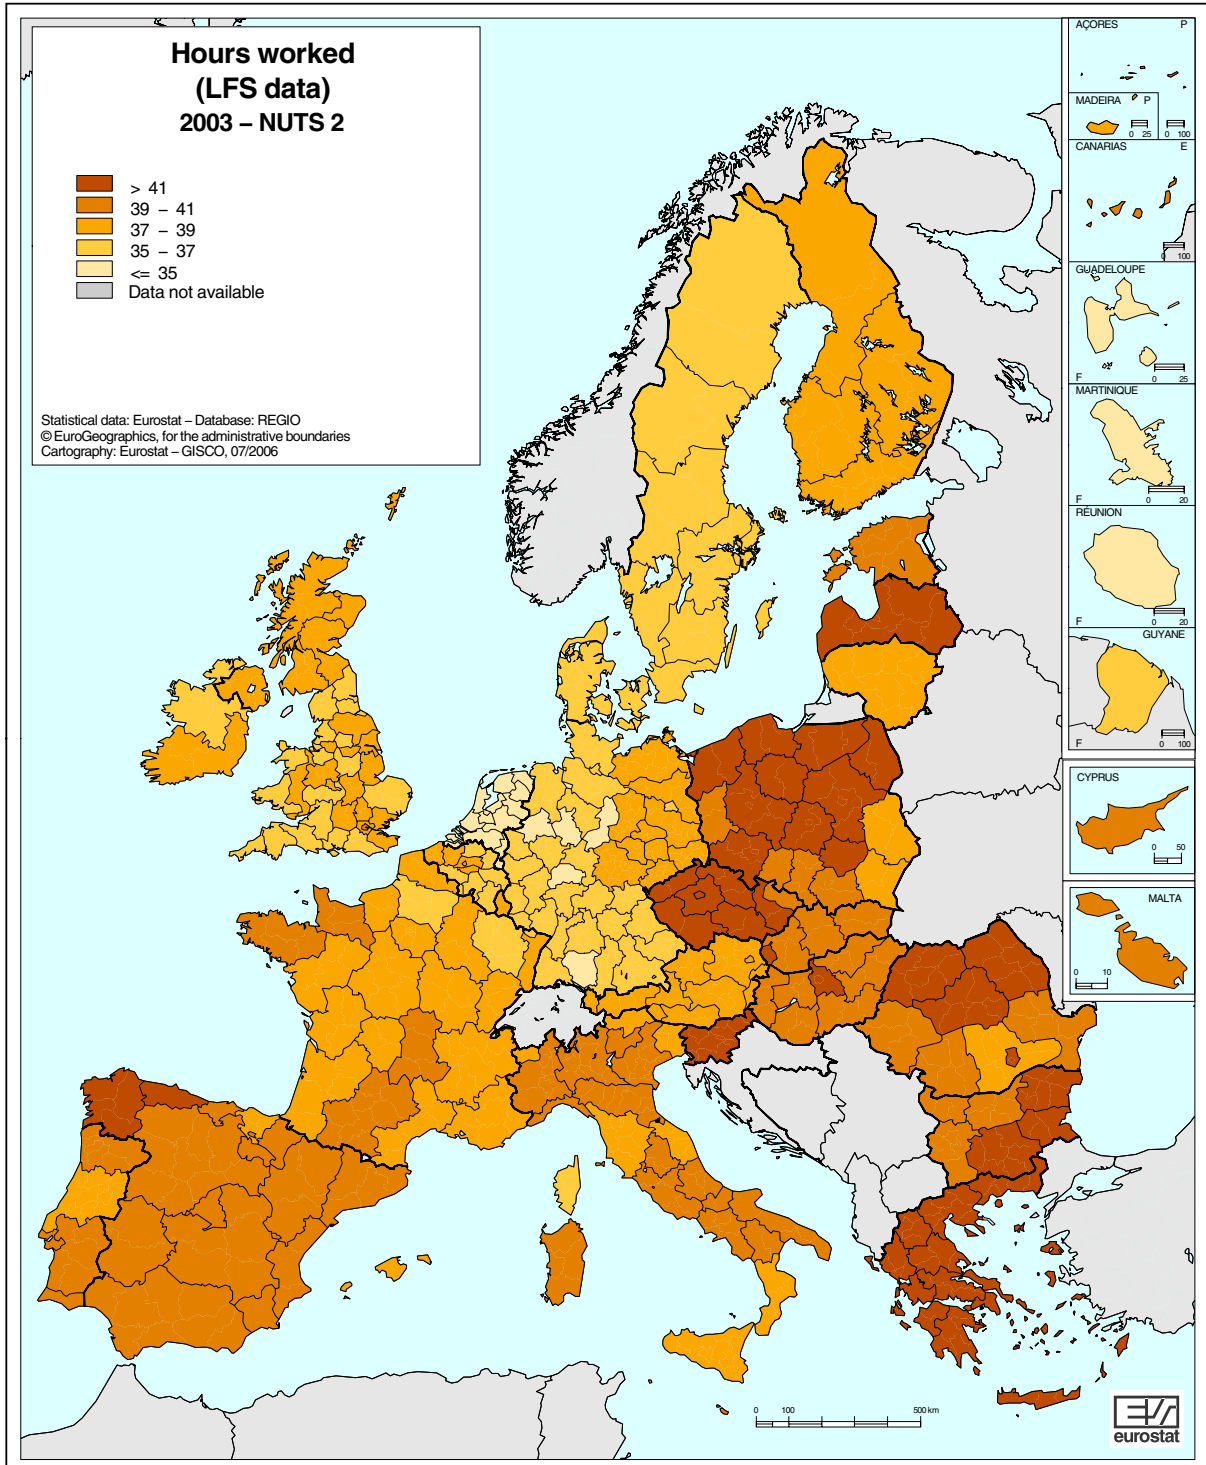 Hours worked
(LFS data)
2003 – NUTS 2
> 41
39 – 41
37 – 39
35 – 37
<= 35
Data not available
Statistical data: Eurostat – Database: REGIO
© EuroGeographics, for the administrative boundaries
Cartography: Eurostat – GISCO, 07/2006
AÇORES P
MADEIRA P
0 25
0 100
CANARIAS E
0 100
GUADELOUPE
F
0 25
MARTINIQUE
F
0 20
RÉUNION
F
0 20
GUYANE
F
0 100
CYPRUS
0 50
MALTA
0 10
0 100 500 km
eurostat